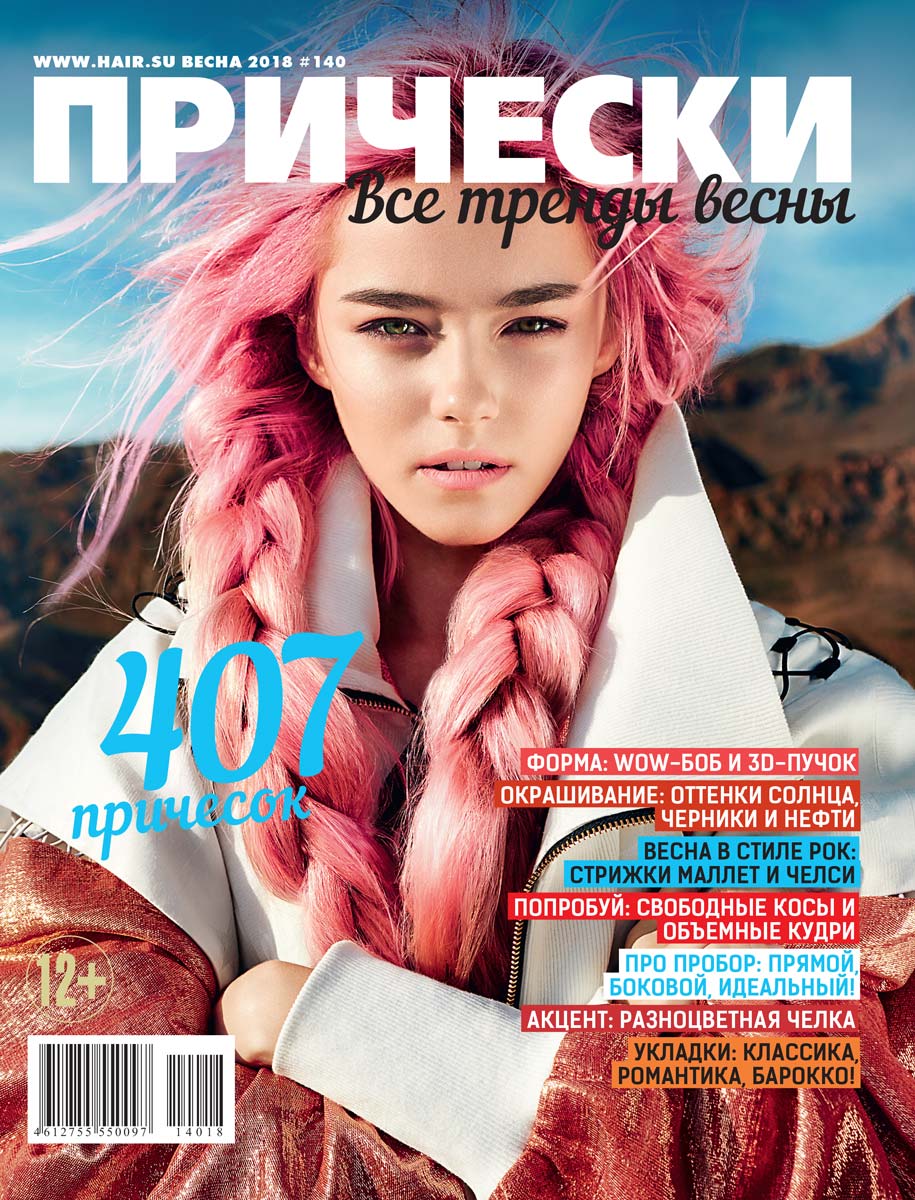 WWW.HAIR.SU ВЕСНА 2018 #140
ПРИЧЕСКИ
Все тренды весны
407
причесок
ФОРМА: WOW-БОБ И 3D-ПУЧОК
ОКРАШИВАНИЕ: ОТТЕНКИ СОЛНЦА,
ЧЕРНИКИ И НЕФТИ
ВЕСНА В СТИЛЕ РОК:
СТРИЖКИ МАЛЛЕТ И ЧЕЛСИ
ПОПРОБУЙ: СВОБОДНЫЕ КОСЫ И
ОБЪЕМНЫЕ КУДРИ
ПРО ПРОБОР: ПРЯМОЙ,
БОКОВОЙ, ИДЕАЛЬНЫЙ!
АКЦЕНТ: РАЗНОЦВЕТНАЯ ЧЕЛКА
УКЛАДКИ: КЛАССИКА,
РОМАНТИКА, БАРОККО!
12+
4612755 550097 14018